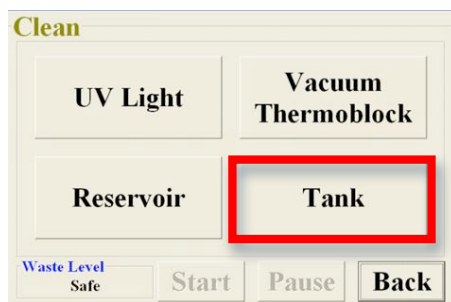 Clean
UV Light
Vacuum
Thermoblock
Reservoir
Tank
Waste Level
Safe
Start
Pause
Back